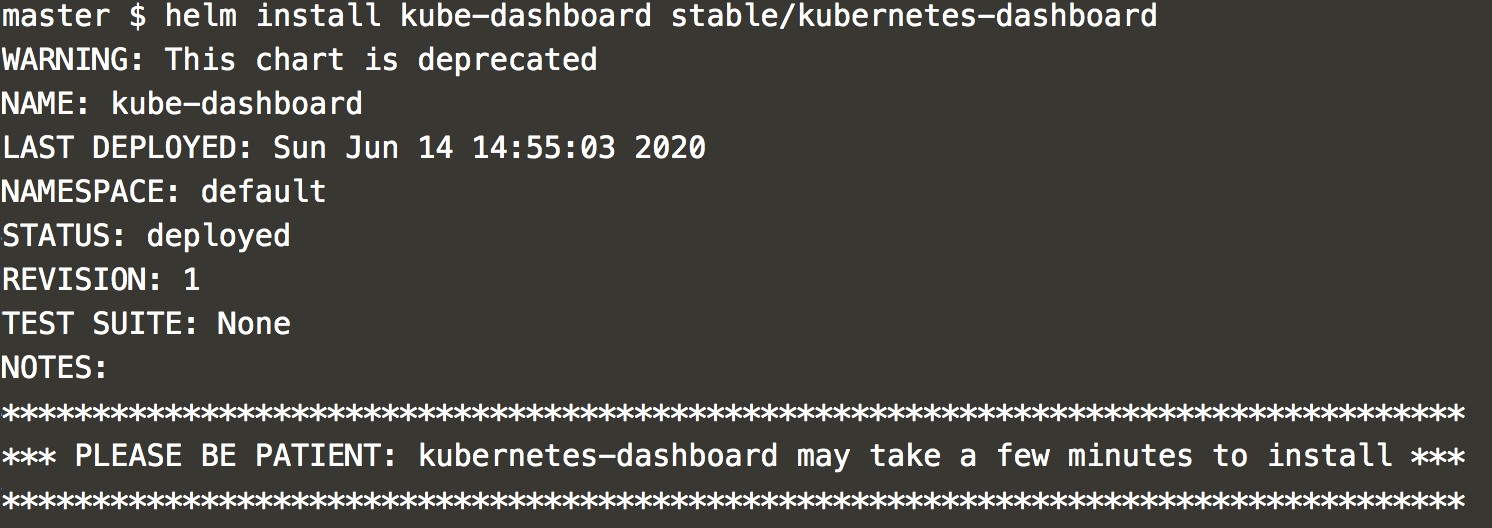 master $ helm install kube-dashboard stable/kubernetes-dashboard
WARNING: This chart is deprecated
NAME: kube-dashboard
LAST DEPLOYED: Sun Jun 14 14:55:03 2020
NAMESPACE: default
STATUS: deployed
REVISION: 1
TEST SUITE: None
NOTES:
*********************************************************************************
*** PLEASE BE PATIENT: kubernetes-dashboard may take a few minutes to install ***
*********************************************************************************